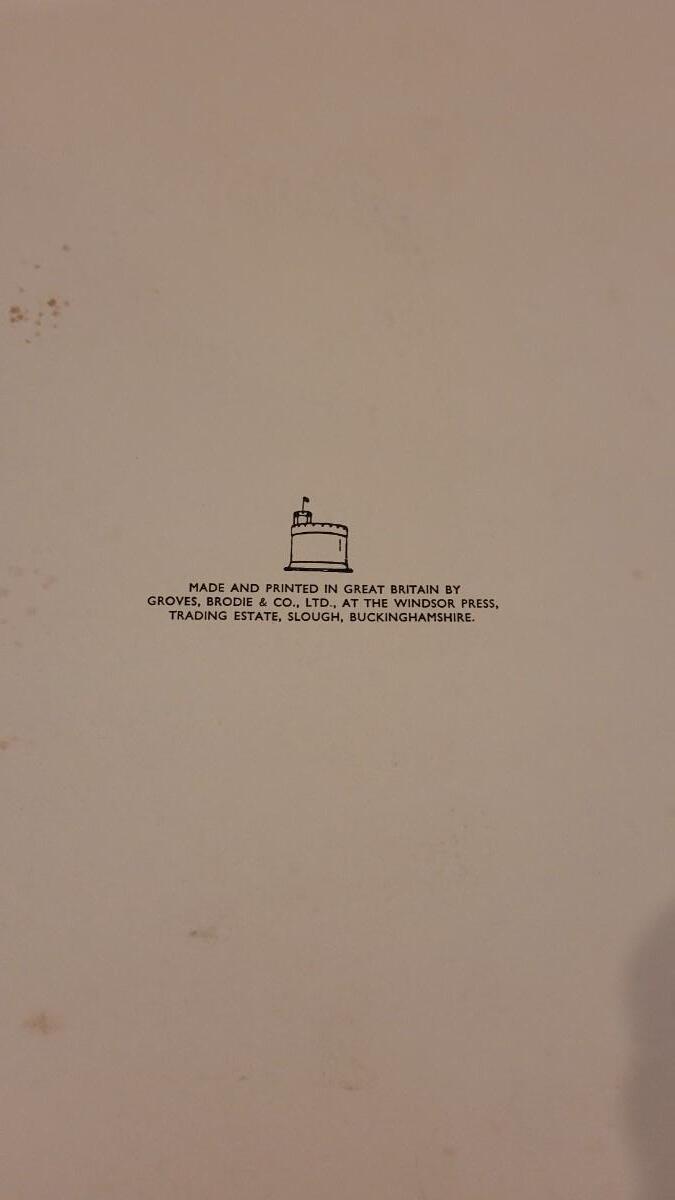 MADE AND PRINTED IN GREAT BRITAIN BY
GROVES, BRODIE & CO., LTD., AT THE WINDSOR PRESS,
TRADING ESTATE, SLOUGH, BUCKINGHAMSHIRE.